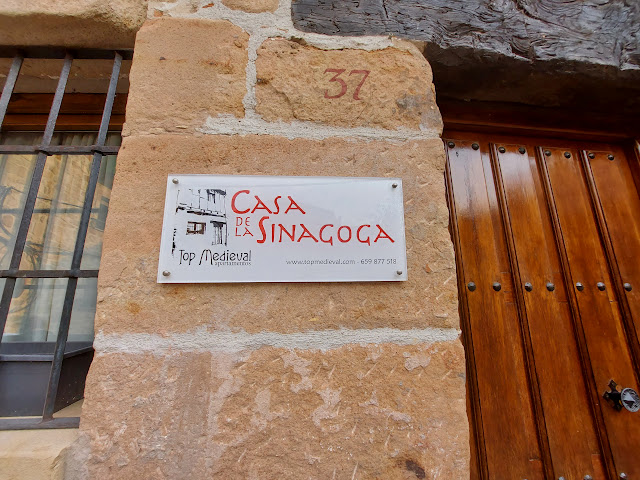 37
CASA
DE LA SINAGOGA
Top Medieval
apartamentos
www.topmedieval.com - 659 877 518